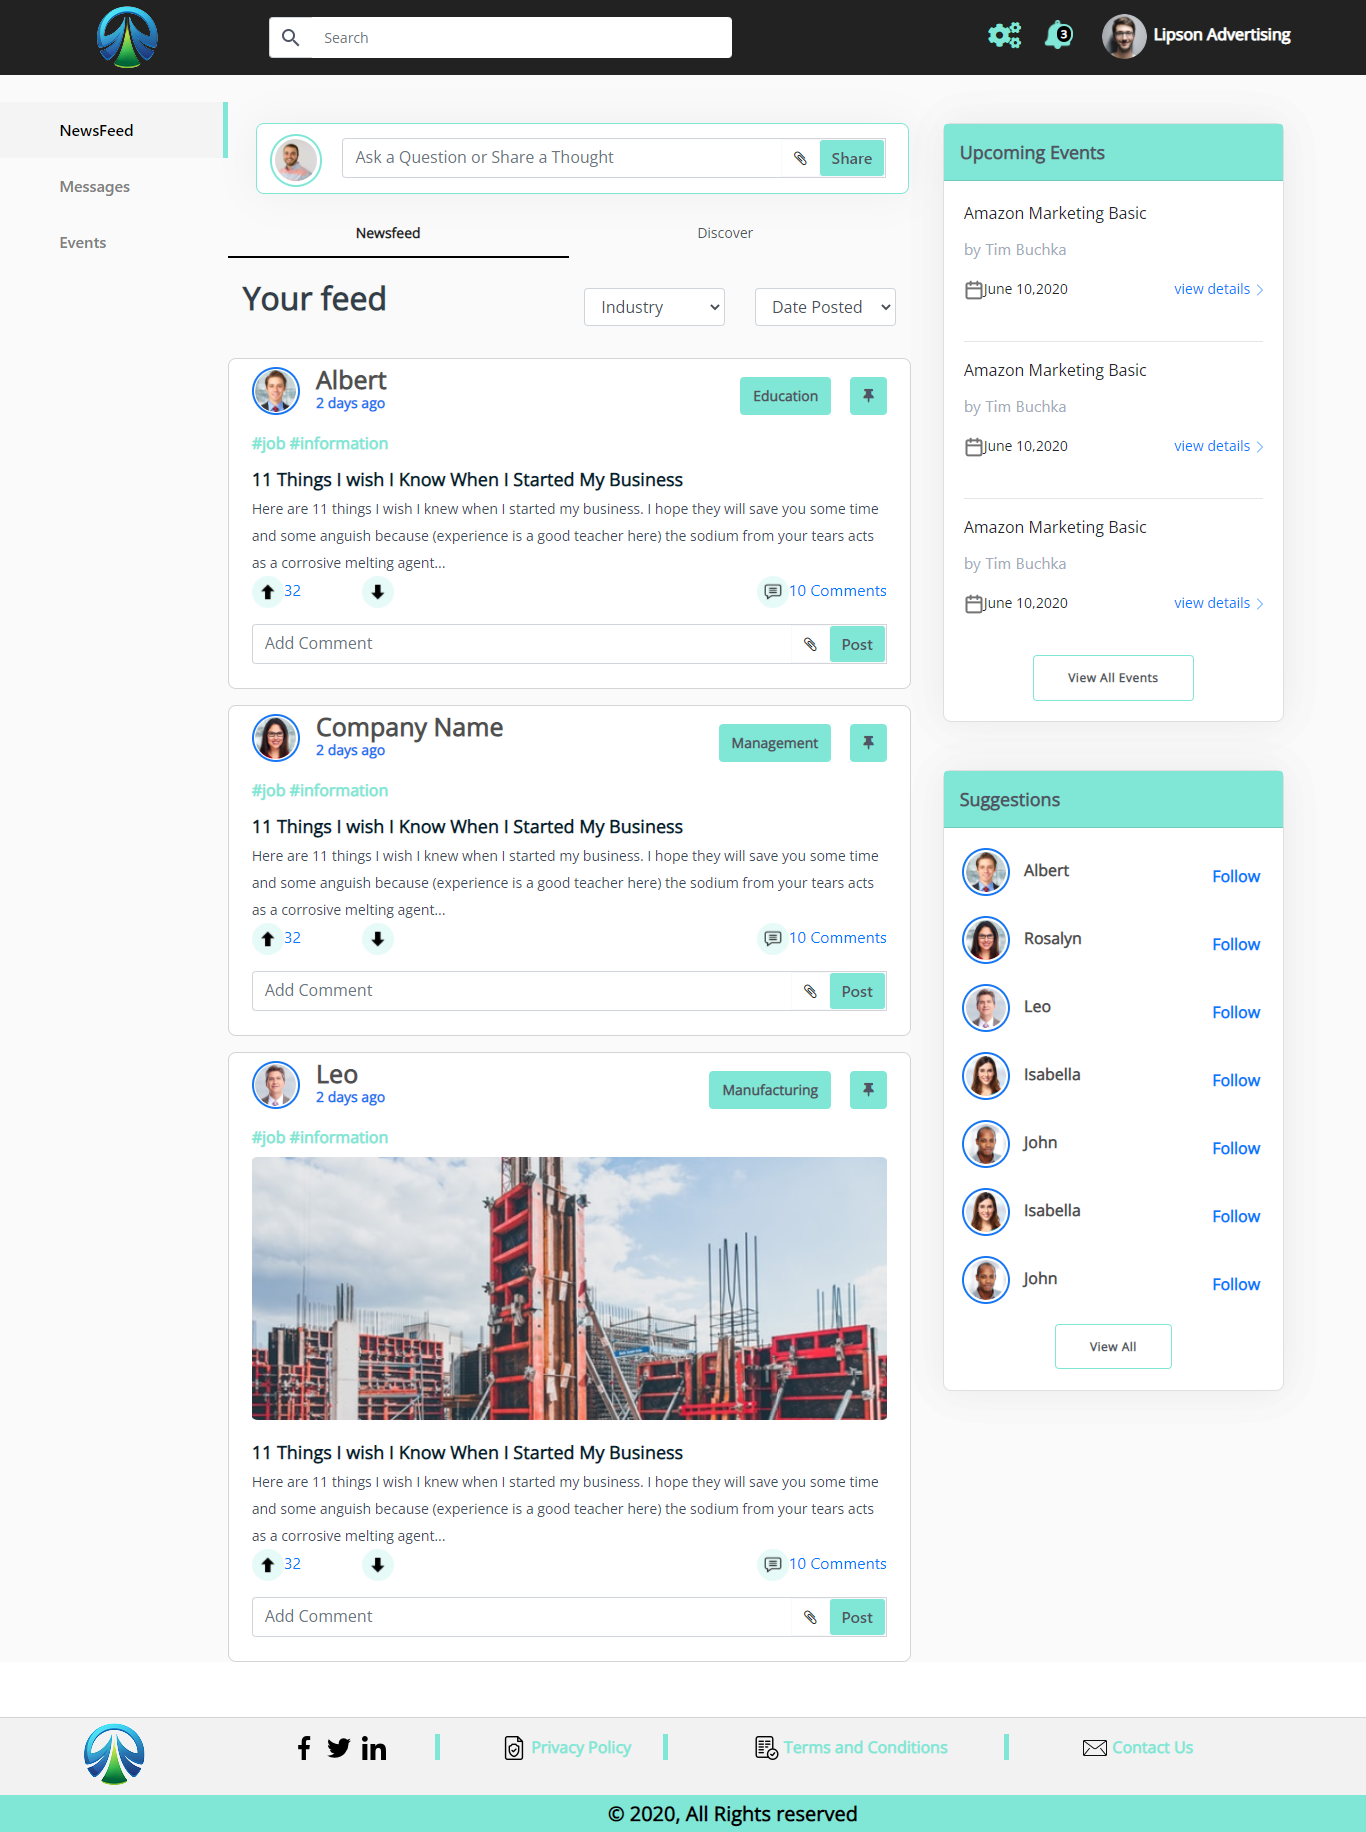 Search
3
Lipson Advertising
NewsFeed
Messages
Events
Ask a Question or Share a Thought
Share
Newsfeed
Discover
Your feed
Industry
Date Posted
Albert
2 days ago
Education
#job #information
11 Things I wish I Know When I Started My Business
Here are 11 things I wish I knew when I started my business. I hope they will save you some time
and some anguish because (experience is a good teacher here) the sodium from your tears acts
as a corrosive melting agent...
32
10 Comments
Add Comment
Post
Company Name
2 days ago
Management
#job #information
11 Things I wish I Know When I Started My Business
Here are 11 things I wish I knew when I started my business. I hope they will save you some time
and some anguish because (experience is a good teacher here) the sodium from your tears acts
as a corrosive melting agent...
32
10 Comments
Add Comment
Post
Leo
2 days ago
Manufacturing
#job #information
11 Things I wish I Know When I Started My Business
Here are 11 things I wish I knew when I started my business. I hope they will save you some time
and some anguish because (experience is a good teacher here) the sodium from your tears acts
as a corrosive melting agent...
32
10 Comments
Add Comment
Post
Upcoming Events
Amazon Marketing Basic
by Tim Buchka
June 10,2020
view details
Amazon Marketing Basic
by Tim Buchka
June 10,2020
view details
Amazon Marketing Basic
by Tim Buchka
June 10,2020
view details
View All Events
Suggestions
Albert
Follow
Rosalyn
Follow
Leo
Follow
Isabella
Follow
John
Follow
Isabella
Follow
John
Follow
View All
Privacy Policy
Terms and Conditions
Contact Us
© 2020, All Rights reserved